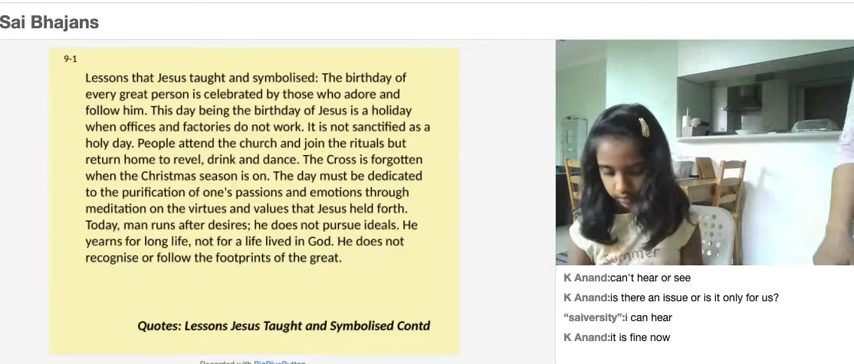 Sai Bhajans
9-1
Lessons that Jesus taught and symbolised: The birthday of
every great person is celebrated by those who adore and
follow him. This day being the birthday of Jesus is a holiday
when offices and factories do not work. It is not sanctified as a
holy day. People attend the church and join the rituals but
return home to revel, drink and dance. The Cross is forgotten
when the Christmas season is on. The day must be dedicated
to the purification of one's passions and emotions through
meditation on the virtues and values that Jesus held forth.
Today, man runs after desires; he does not pursue ideals. He
yearns for long life, not for a life lived in God. He does not
recognise or follow the footprints of the great.
Quotes: Lessons Jesus Taught and Symbolised Contd
Recorded with BigBlueButton
summer
K Anand:can't hear or see
K Anand:is there an issue or is it only for us?
“saiversity”:i can hear
K Anand:it is fine now